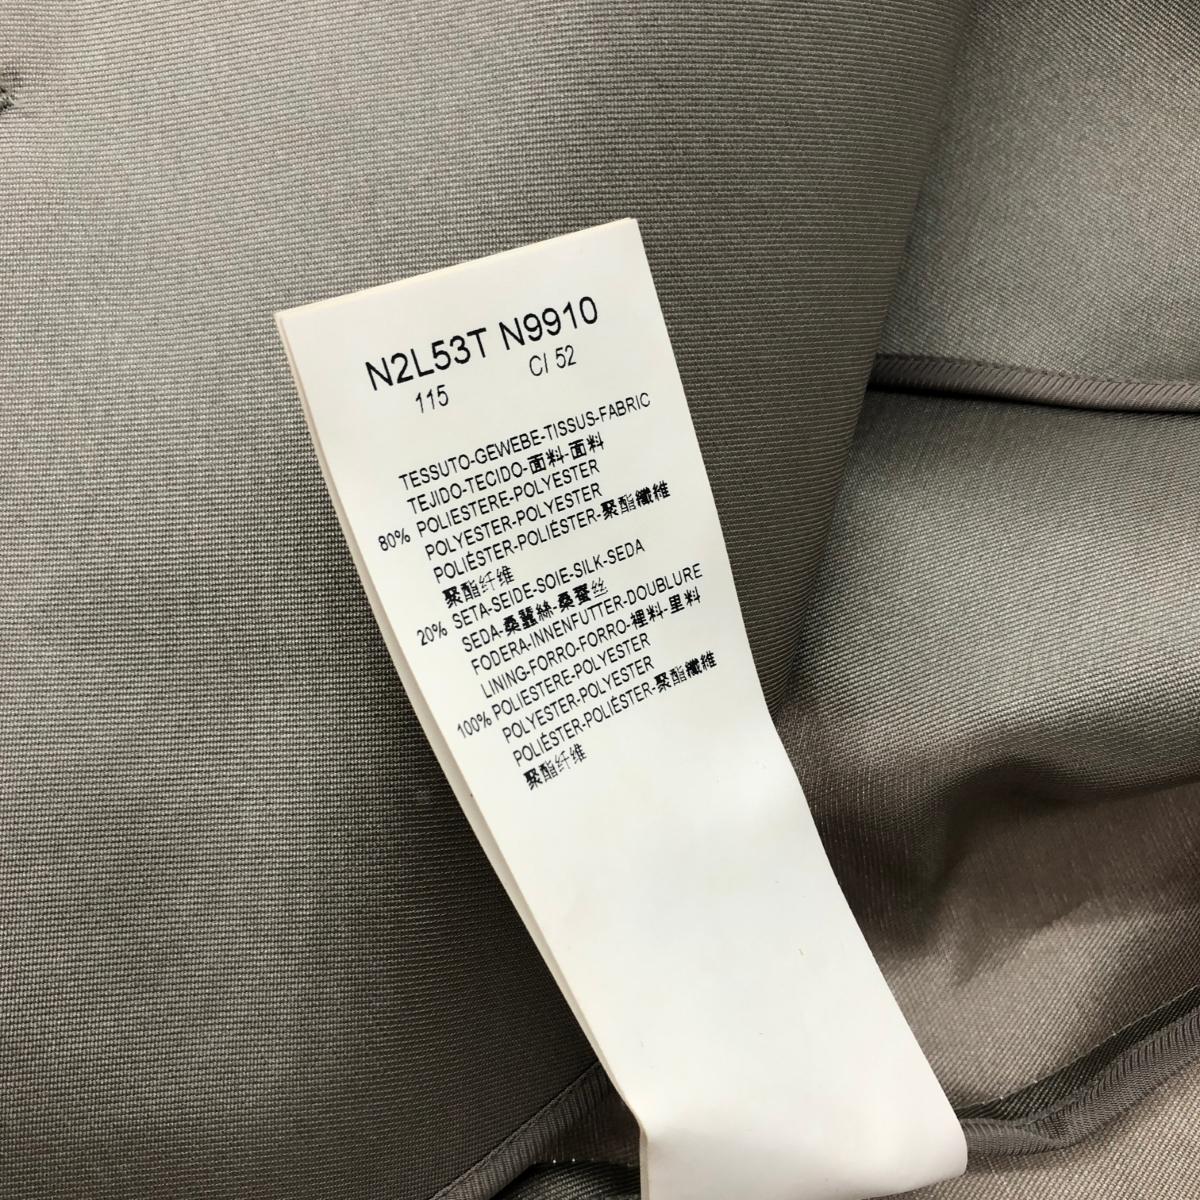 N2L53T N9910
115 C/ 52
TESSUTO-GEWEBE-TISSUS-FABRIC
TEJIDO-TECIDO-面料-面料
80% POLIESTERE-POLYESTER
POLYESTER-POLYESTER
POLIÉSTER-POLIÉSTER-聚酯纖維
聚酯纤维
20% SETA-SEIDE-SOIE-SILK-SEDA
SEDA-桑蠶絲-桑蚕丝
FODERA-INNENFUTTER-DOUBLURE
LINING-FORRO-FORRO-裡料-里料
100% POLIESTERE-POLYESTER
POLYESTER-POLYESTER
POLIÉSTER-POLIÉSTER-聚酯纖維
聚酯纤维